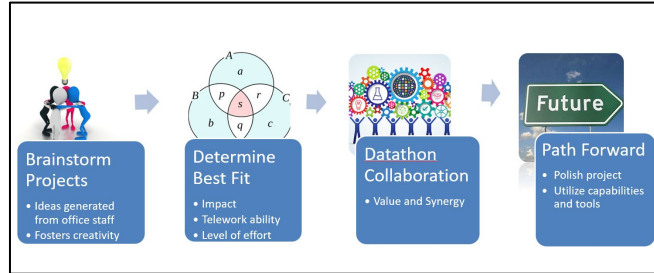 A
a
p
r
B
C
s
b
q
c
Future
Brainstorm
Projects
• Ideas generated
from office staff
• Fosters creativity
Determine
Best Fit
• Impact
• Telework ability
• Level of effort
Datathon
Collaboration
• Value and Synergy
Path Forward
• Polish project
• Utilize capabilities
and tools